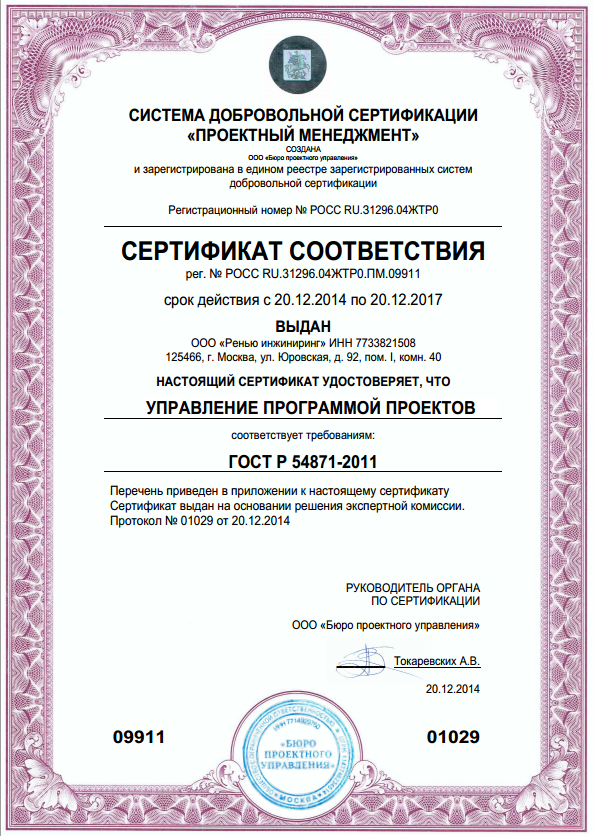 СИСТЕМА ДОБРОВОЛЬНОЙ СЕРТИФИКАЦИИ
«ПРОЕКТНЫЙ МЕНЕДЖМЕНТ»
СОЗДАНА
ООО «Бюро проектного управления»
и зарегистрирована в едином реестре зарегистрированных систем
добровольной сертификации
Регистрационный номер № РОСС RU.31296.04ЖТР0
СЕРТИФИКАТ СООТВЕТСТВИЯ
рег. № РОСС RU.31296.04ЖТР0.ПМ.09911
срок действия с 20.12.2014 по 20.12.2017
ВЫДАН
ООО «Ренью инжиниринг» ИНН 7733821508
125466, г. Москва, ул. Юровская, д. 92, пом. I, комн. 40
НАСТОЯЩИЙ СЕРТИФИКАТ УДОСТОВЕРЯЕТ, ЧТО
УПРАВЛЕНИЕ ПРОГРАММОЙ ПРОЕКТОВ
соответствует требованиям:
ГОСТ Р 54871-2011
Перечень приведен в приложении к настоящему сертификату
Сертификат выдан на основании решения экспертной комиссии.
Протокол № 01029 от 20.12.2014
РУКОВОДИТЕЛЬ ОРГАНА
ПО СЕРТИФИКАЦИИ
ООО «Бюро проектного управления»
Токаревских А.В.
20.12.2014
09911
01029
«БЮРО
ПРОЕКТНОГО
УПРАВЛЕНИЯ»
МОСКВА